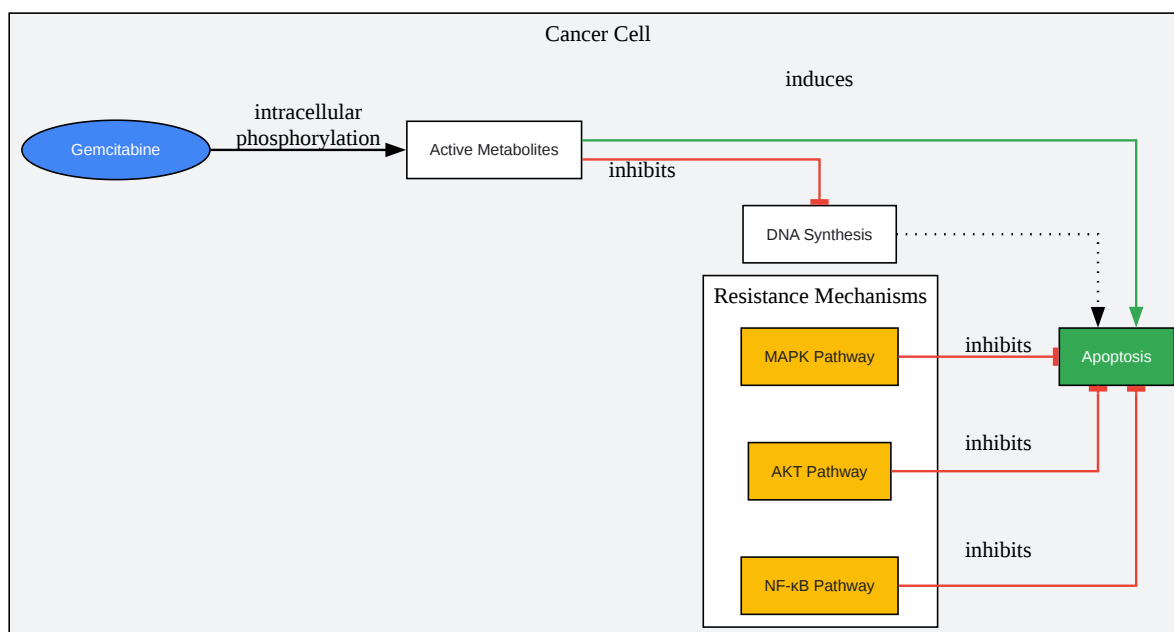 Cancer Cell
induces
intracellular
phosphorylation
Gemcitabine
Active Metabolites
inhibits
DNA Synthesis
Resistance Mechanisms
MAPK Pathway
inhibits
Apoptosis
AKT Pathway
inhibits
NF-κB Pathway
inhibits